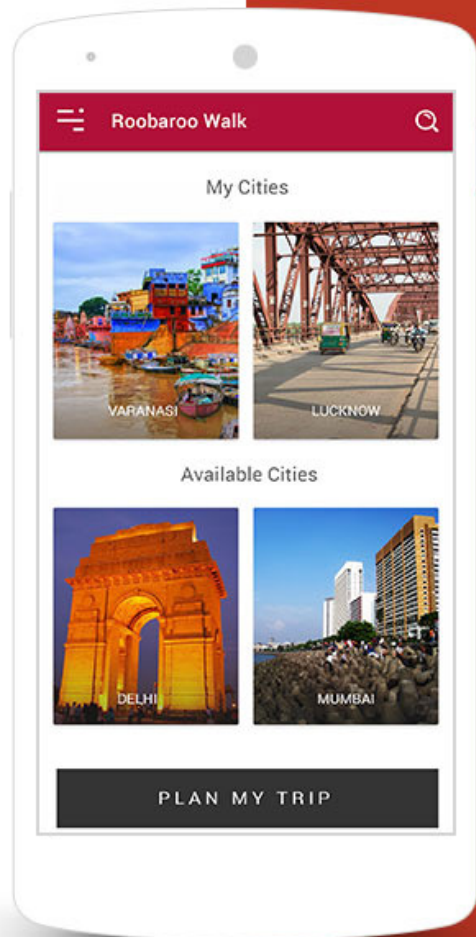 Roobaroo Walk
My Cities
VARANASI
LUCKNOW
Available Cities
DELHI
MUMBAI
PLAN MY TRIP